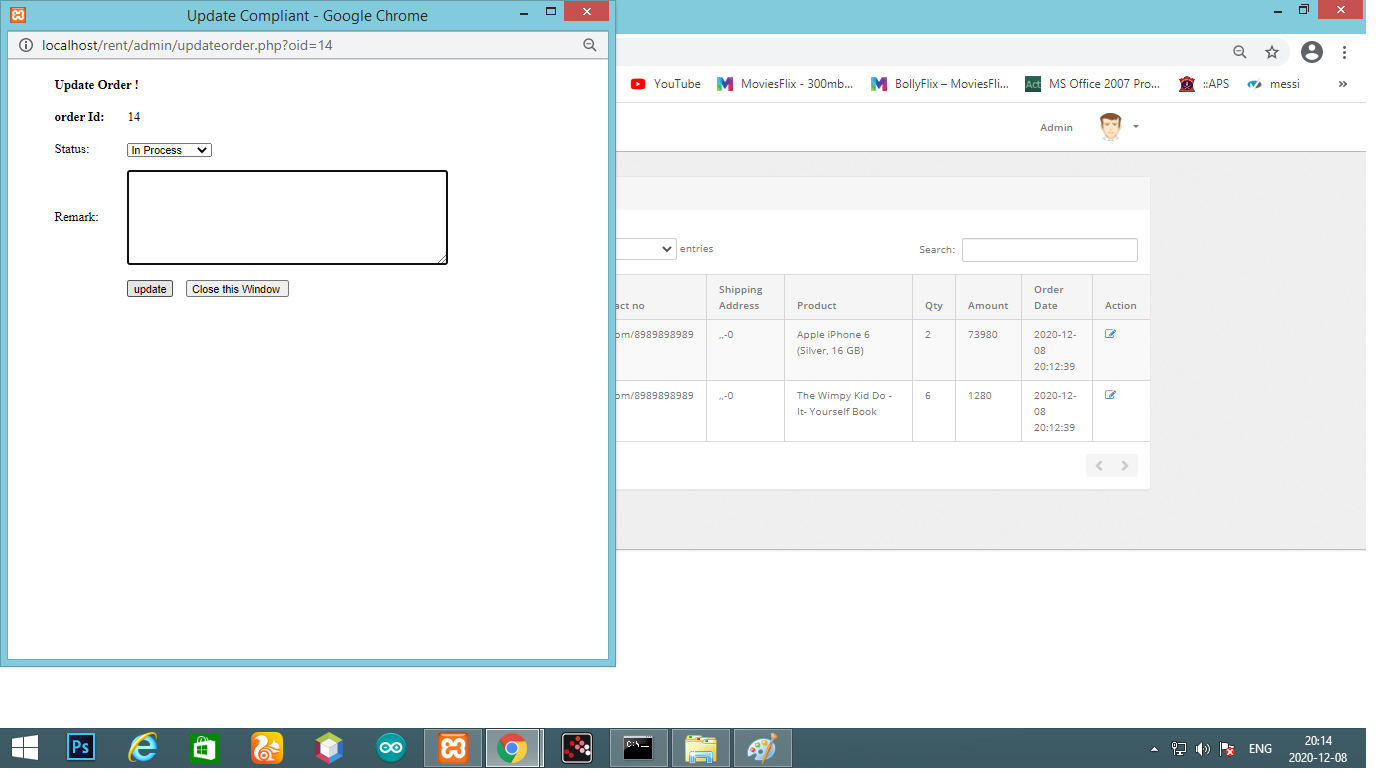 Update Compliant - Google Chrome
localhost/rent/admin/updateorder.php?oid=14
Update Order !
order Id: 14
Status: In Process
Remark:
update Close this Window
YouTube MoviesFlix - 300mb... BollyFlix – MoviesFli... Act MS Office 2007 Pro... ::APS messi »
Admin
entries Search:
act no Shipping Address Product Qty Amount Order Date Action
om/8989898989 ,,-0 Apple iPhone 6 (Silver, 16 GB) 2 73980 2020-12-08 20:12:39
om/8989898989 ,,-0 The Wimpy Kid Do -It- Yourself Book 6 1280 2020-12-08 20:12:39
Ps C:\_ ENG 20:14
2020-12-08